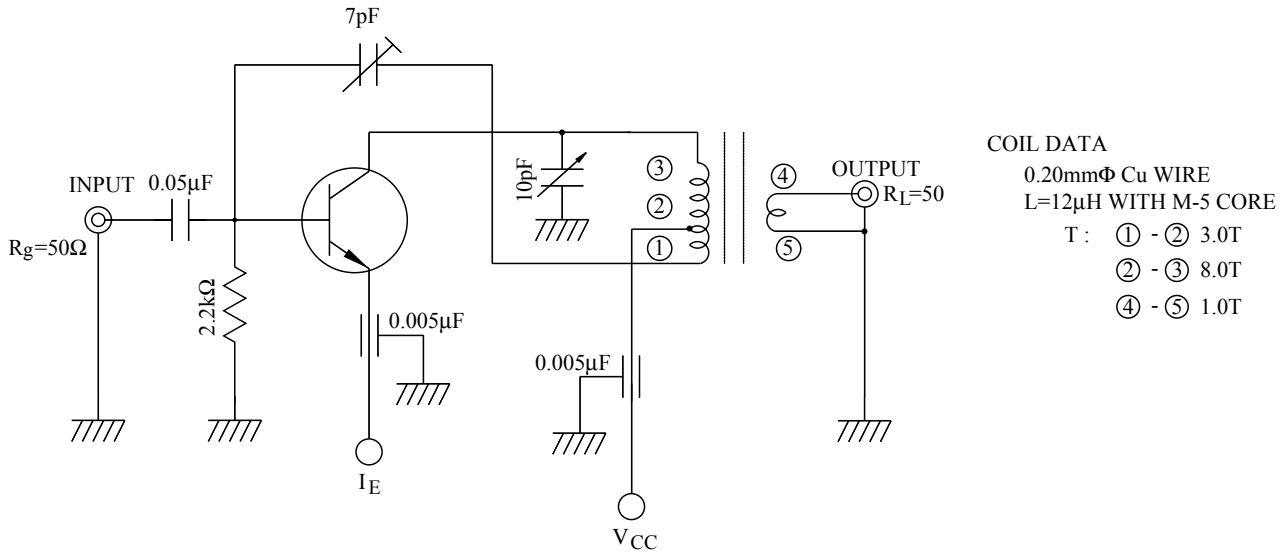 7pF
INPUT
0.05μF
Rg=50Ω
2.2kΩ
0.005μF
IE
10pF
③
②
①
0.005μF
VCC
④
⑤
OUTPUT
RL=50
COIL DATA
0.20mmΦ Cu WIRE
L=12μH WITH M-5 CORE
T : ① - ② 3.0T
② - ③ 8.0T
④ - ⑤ 1.0T